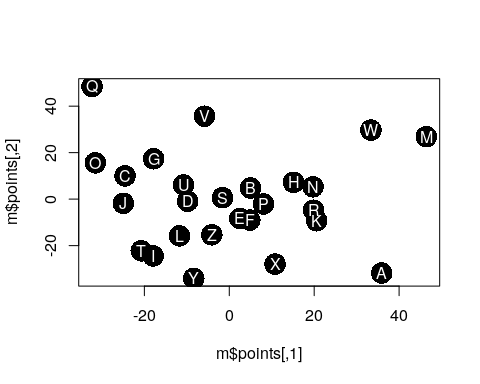 Q
V
W
M
O
G
C
U
H
N
B
J
D
S
P
R
E
F
K
L
Z
T
I
X
Y
A
-20
0
20
40
-20
0
20
40
m$points[,1]
m$points[,2]